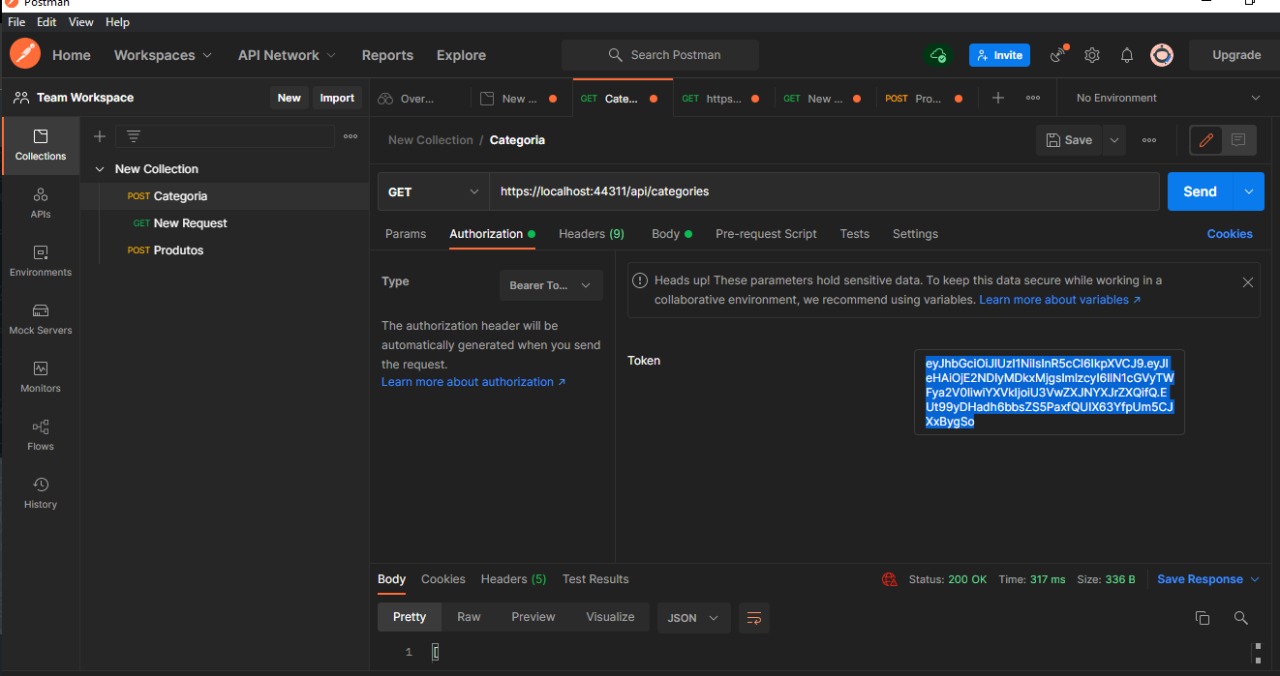 Postman
File Edit View Help
Home Workspaces API Network Reports Explore Search Postman Invite Upgrade
Team Workspace New Import
Over... New ... GET Cate... GET https... GET New ... POST Pro... No Environment
New Collection / Categoria Save
Collections
New Collection
POST Categoria
GET New Request
POST Produtos
APIs
Environments
Mock Servers
Monitors
Flows
History
GET https://localhost:44311/api/categories Send
Params Authorization Headers (9) Body Pre-request Script Tests Settings Cookies
Type Bearer To...
The authorization header will be
automatically generated when you send
the request.
Learn more about authorization ↗
Heads up! These parameters hold sensitive data. To keep this data secure while working in a
collaborative environment, we recommend using variables. Learn more about variables ↗
Token
Body Cookies Headers (5) Test Results Status: 200 OK Time: 317 ms Size: 336 B Save Response
Pretty Raw Preview Visualize JSON
1 [